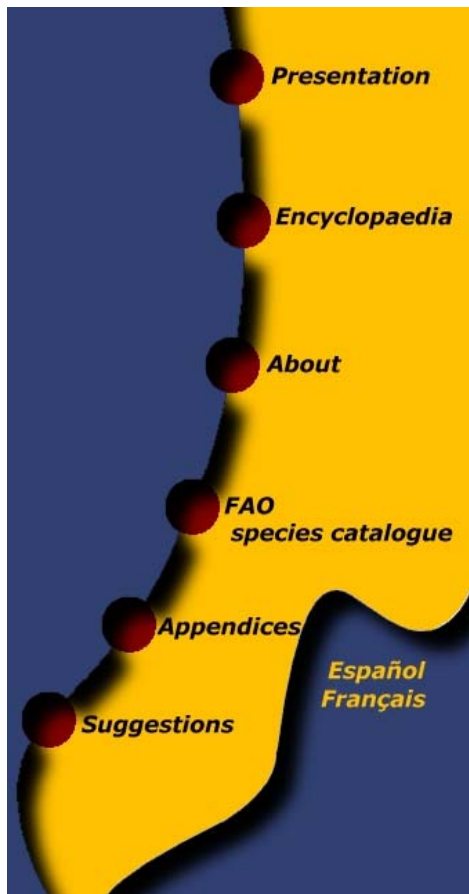 Presentation
Encyclopaedia
About
FAO
species catalogue
Appendices
Español
Français
Suggestions